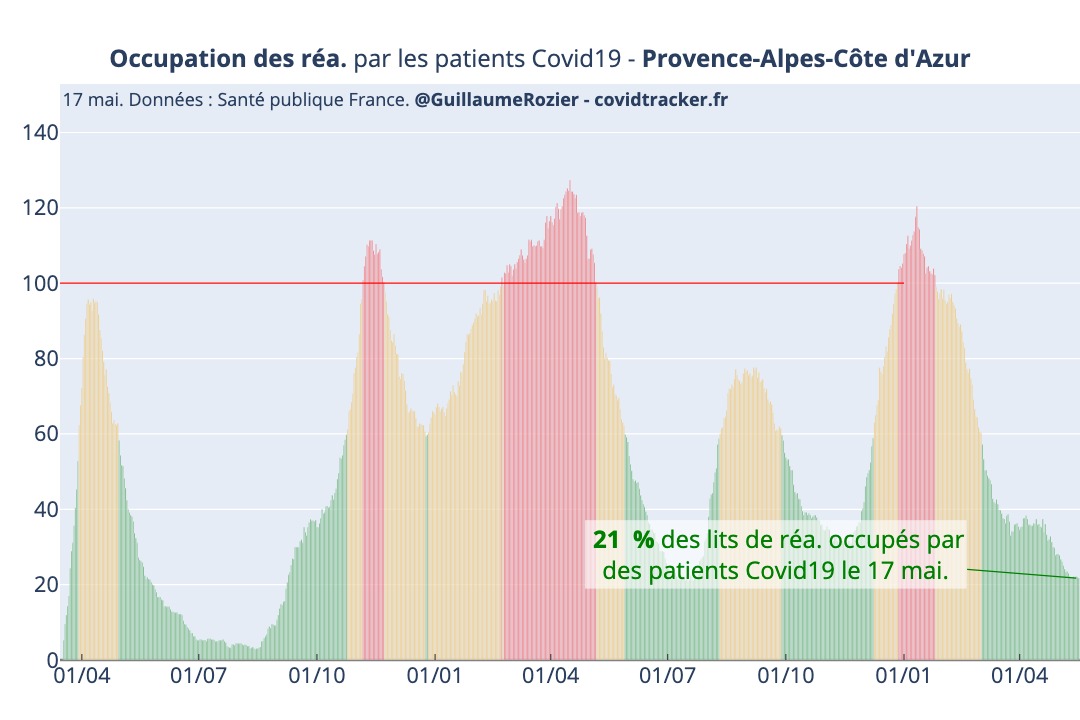 Occupation des réa. par les patients Covid19 - Provence-Alpes-Côte d'Azur
17 mai. Données : Santé publique France. @GuillaumeRozier - covidtracker.fr
140
120
100
80
60
40
20
0
21 % des lits de réa. occupés par
des patients Covid19 le 17 mai.
01/04 01/07 01/10 01/01 01/04 01/07 01/10 01/01 01/04